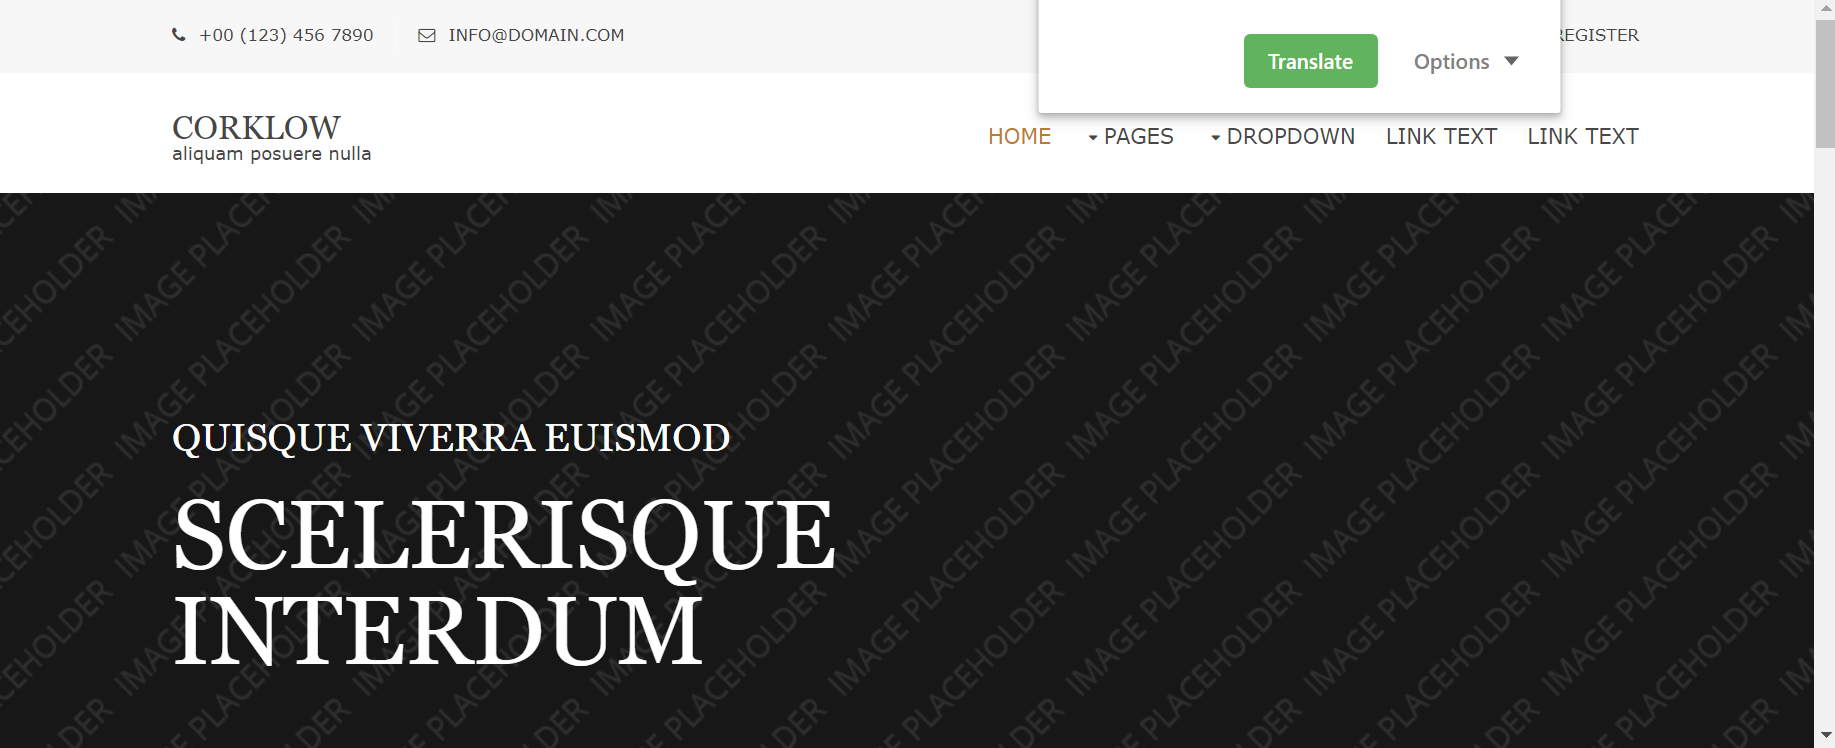 +00 (123) 456 7890
INFO@DOMAIN.COM
REGISTER
Translate
Options
CORKLOW
aliquam posuere nulla
HOME
PAGES
DROPDOWN
LINK TEXT
LINK TEXT
IMAGE PLACEHOLDER
QUISQUE VIVERRA EUISMOD
SCELERISQUE
INTERDUM